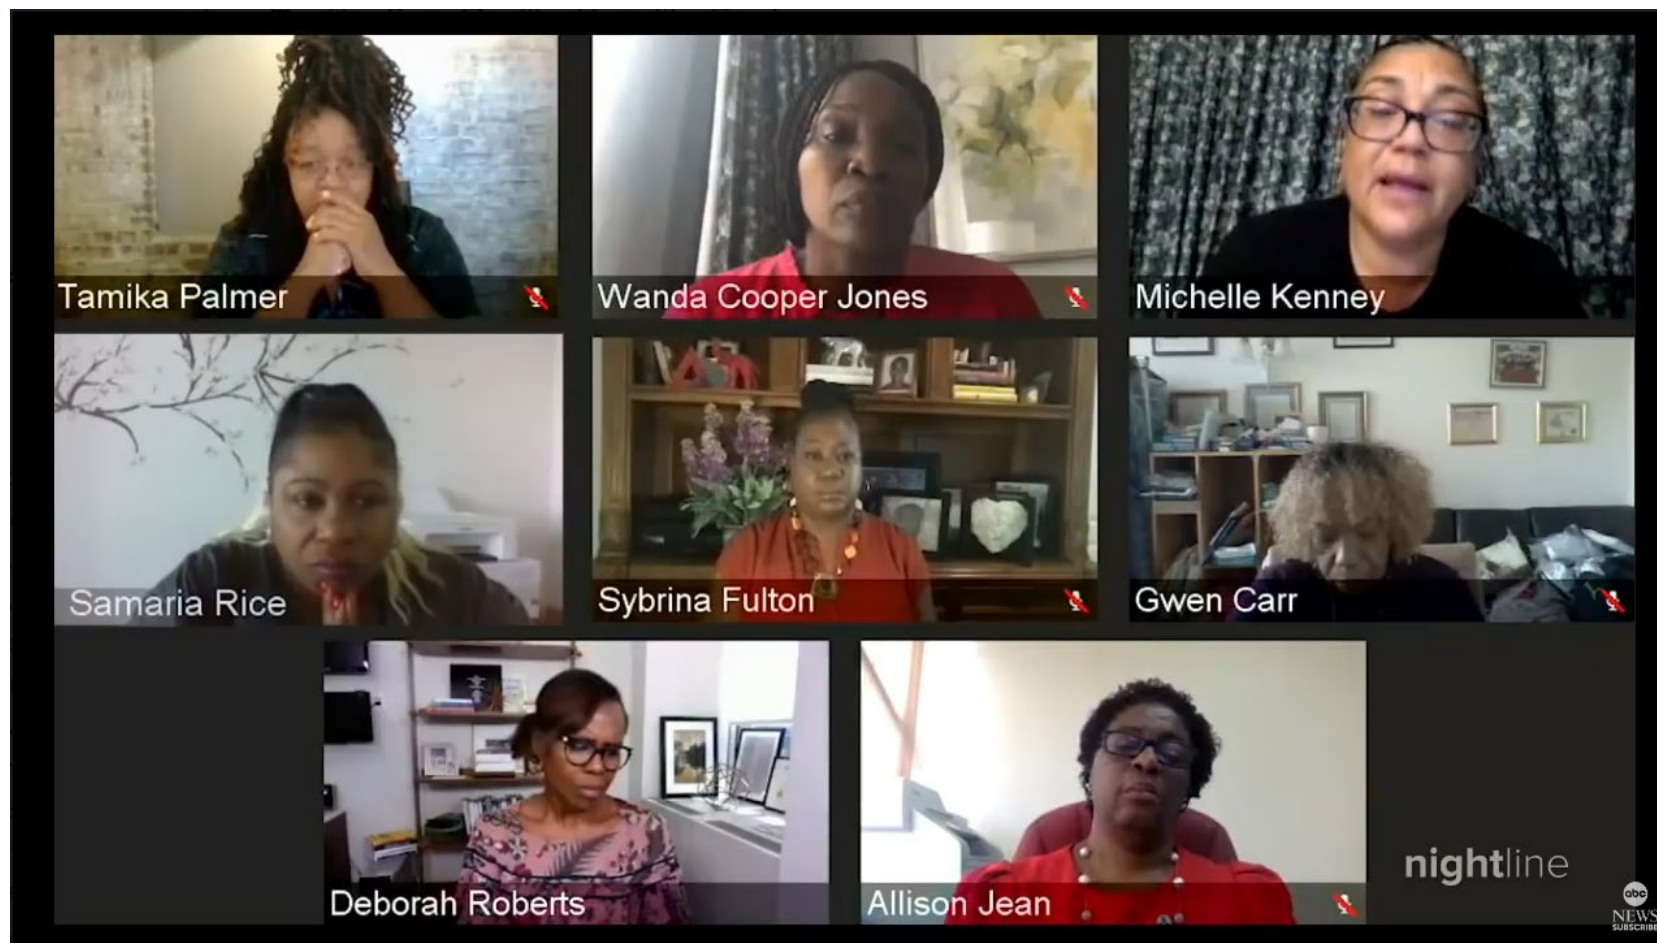 Tamika Palmer
Wanda Cooper Jones
Michelle Kenney
Samaria Rice
Sybrina Fulton
Gwen Carr
Deborah Roberts
Allison Jean
nightline
abc
NEWS
SUBSCRIBE